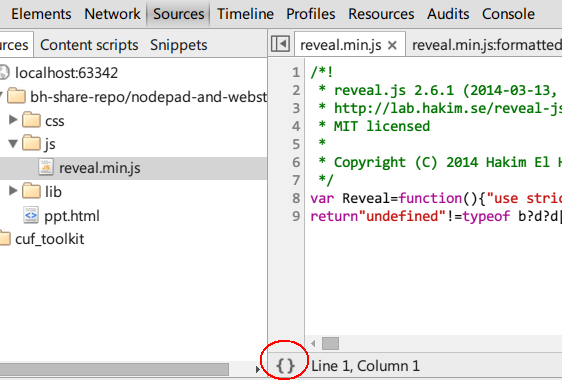 Elements Network Sources Timeline Profiles Resources Audits Console
urces Content scripts Snippets
reveal.min.js × reveal.min.js:formatted
localhost:63342
bh-share-repo/nodepad-and-webst
css
js
reveal.min.js
lib
ppt.html
cuf_toolkit
1 /*!
2 * reveal.js 2.6.1 (2014-03-13,
3 * http://lab.hakim.se/reveal-js
4 * MIT licensed
5 *
6 * Copyright (C) 2014 Hakim El H
7 */
8 var Reveal=function(){"use stric
9 return"undefined"!=typeof b?d?d[
{} Line 1, Column 1